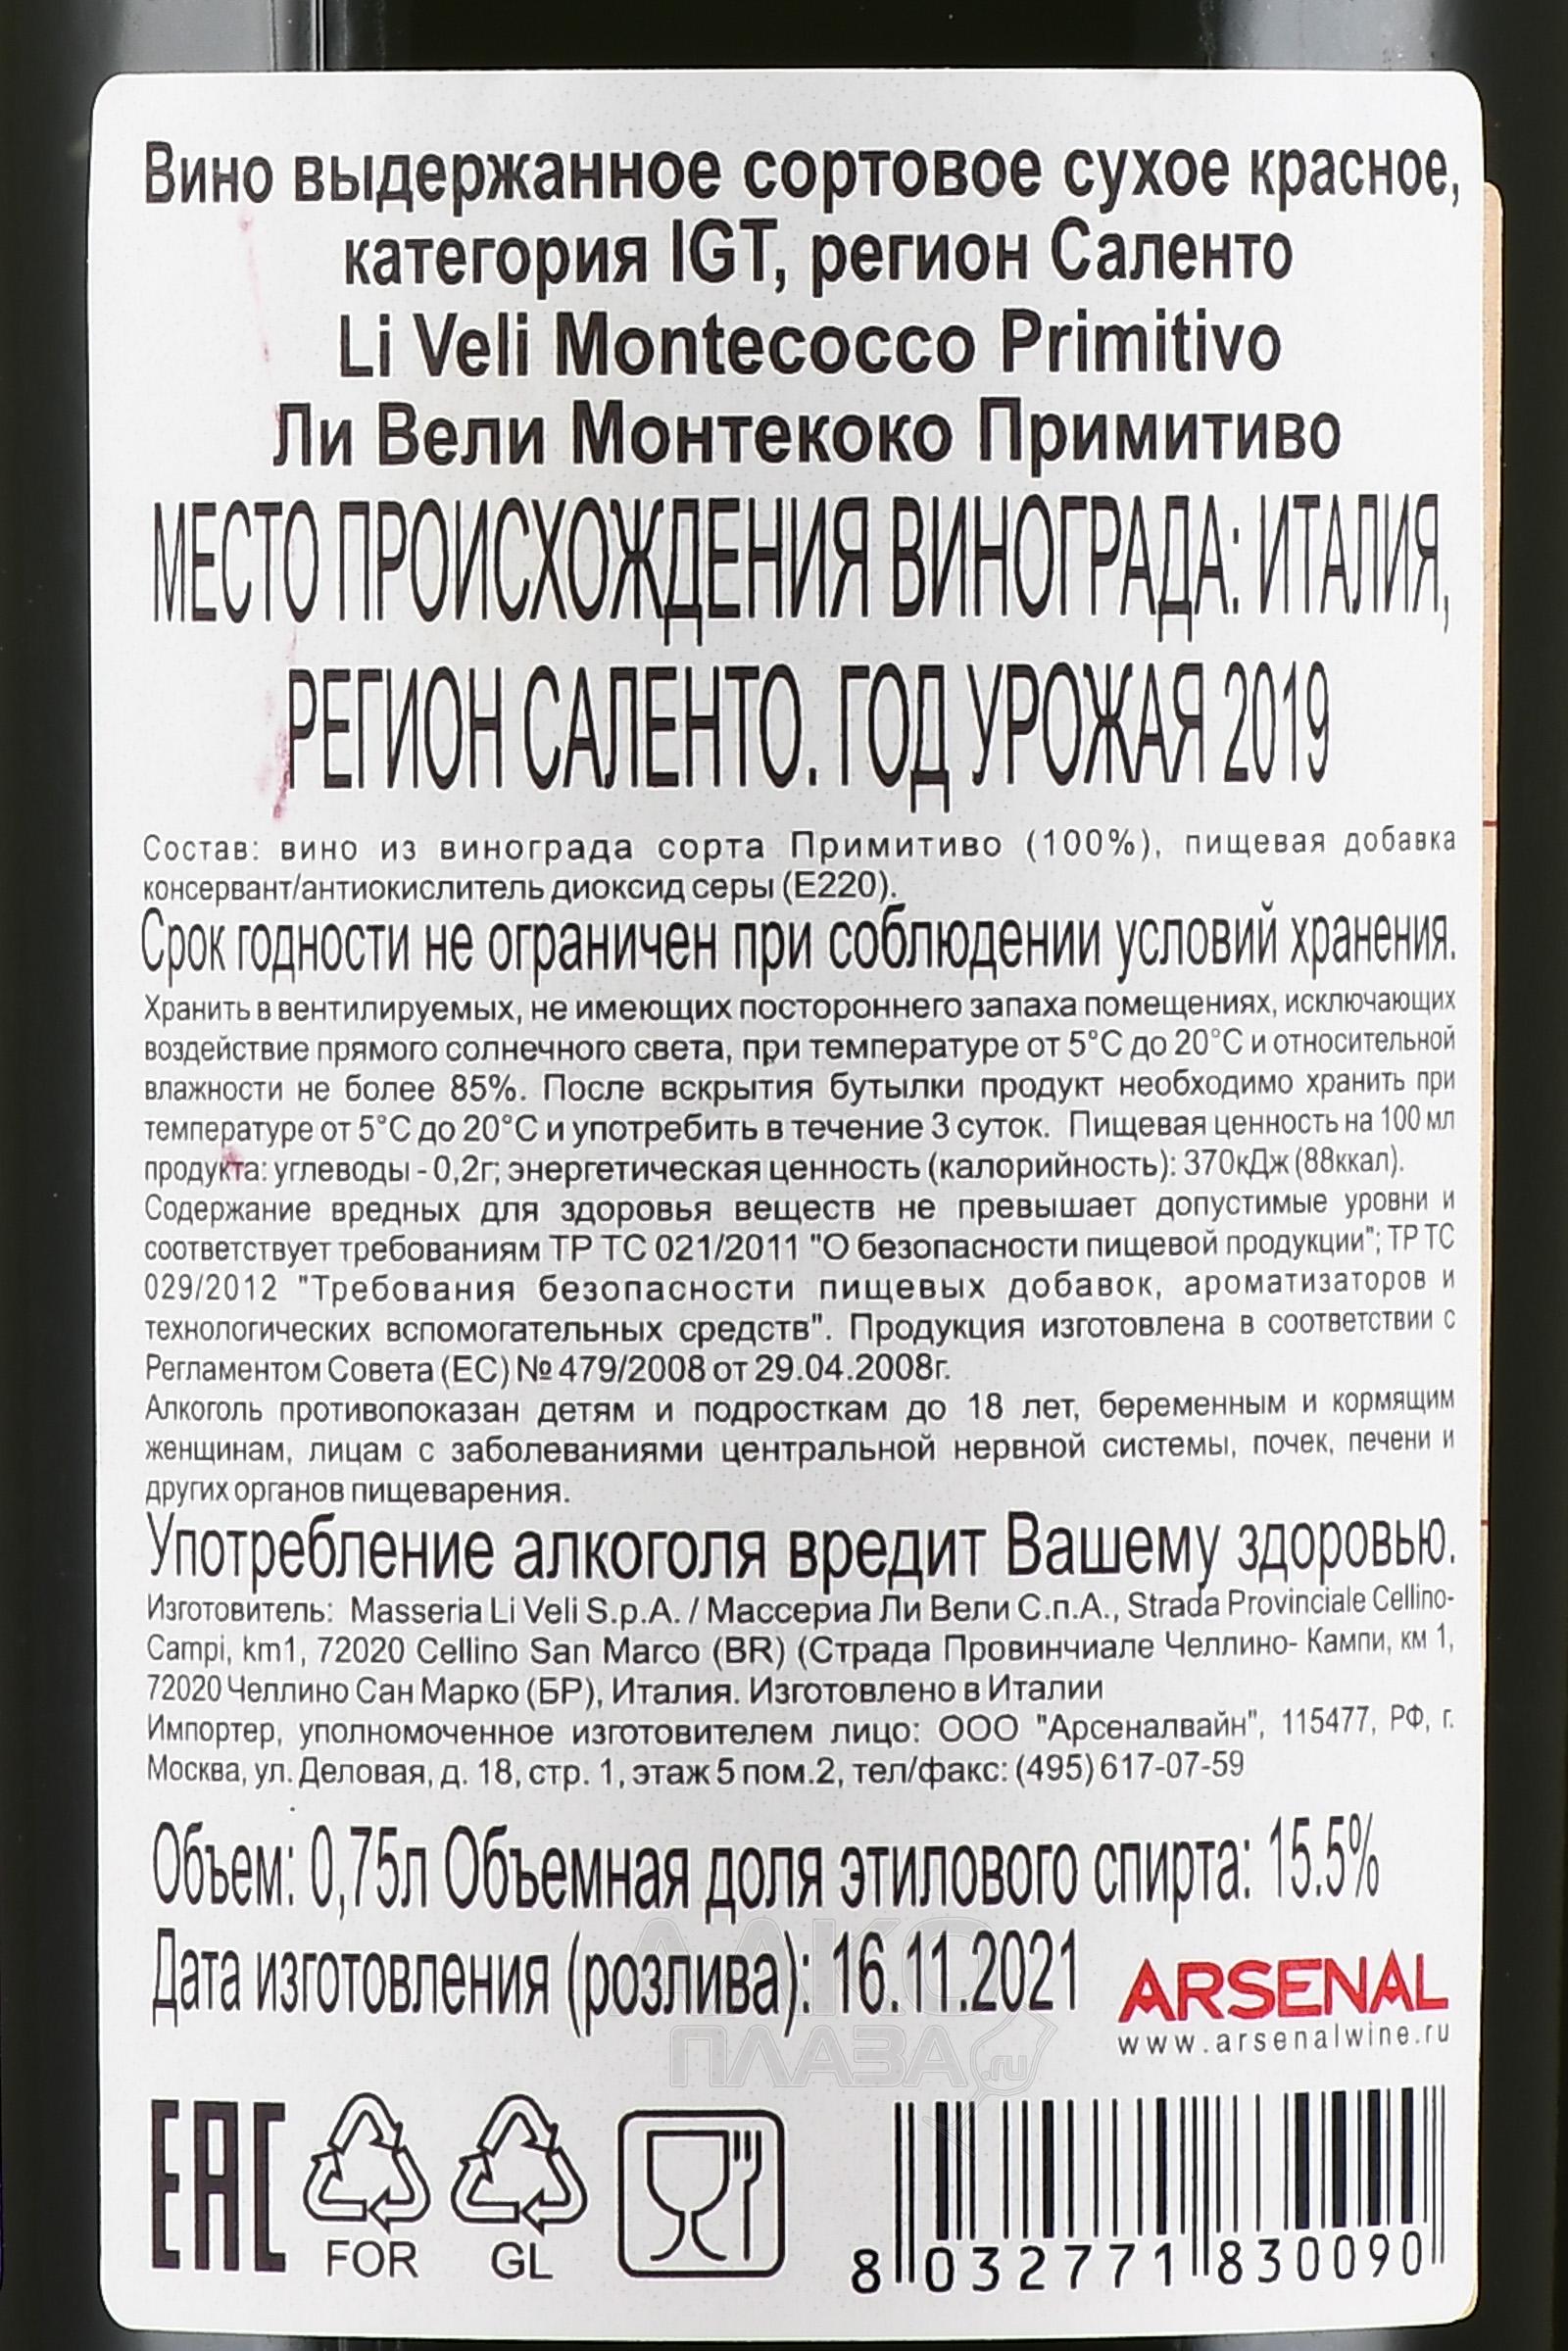 Вино выдержанное сортовое сухое красное,
категория IGT, регион Саленто
Li Veli Montecocco Primitivo
Ли Вели Монтекоко Примитиво
МЕСТО ПРОИСХОЖДЕНИЯ ВИНОГРАДА: ИТАЛИЯ,
РЕГИОН САЛЕНТО. ГОД УРОЖАЯ 2019
Состав: вино из винограда сорта Примитиво (100%), пищевая добавка
консервант/антиокислитель диоксид серы (Е220).
Срок годности не ограничен при соблюдении условий хранения.
Хранить в вентилируемых, не имеющих постороннего запаха помещениях, исключающих
воздействие прямого солнечного света, при температуре от 5°С до 20°С и относительной
влажности не более 85%. После вскрытия бутылки продукт необходимо хранить при
температуре от 5°С до 20°С и употребить в течение 3 суток. Пищевая ценность на 100 мл
продукта: углеводы - 0,2г; энергетическая ценность (калорийность): 370кДж (88ккал).
Содержание вредных для здоровья веществ не превышает допустимые уровни и
соответствует требованиям ТР ТС 021/2011 "О безопасности пищевой продукции"; ТР ТС
029/2012 "Требования безопасности пищевых добавок, ароматизаторов и
технологических вспомогательных средств". Продукция изготовлена в соответствии с
Регламентом Совета (ЕС) № 479/2008 от 29.04.2008г.
Алкоголь противопоказан детям и подросткам до 18 лет, беременным и кормящим
женщинам, лицам с заболеваниями центральной нервной системы, почек, печени и
других органов пищеварения.
Употребление алкоголя вредит Вашему здоровью.
Изготовитель: Masseria Li Veli S.p.A. / Массериа Ли Вели С.п.А., Strada Provinciale Cellino-
Campi, km1, 72020 Cellino San Marco (BR) (Страда Провинчиале Челлино- Кампи, км 1,
72020 Челлино Сан Марко (БР), Италия. Изготовлено в Италии
Импортер, уполномоченное изготовителем лицо: ООО "Арсеналвайн", 115477, РФ, г.
Москва, ул. Деловая, д. 18, стр. 1, этаж 5 пом.2, тел/факс: (495) 617-07-59
Объем: 0,75л Объемная доля этилового спирта: 15.5%
Дата изготовления (розлива): 16.11.2021
ARSENAL
www.arsenalwine.ru
АЛКО
ПЛАЗА.ru
EAC
FOR
GL
8 032771 830090